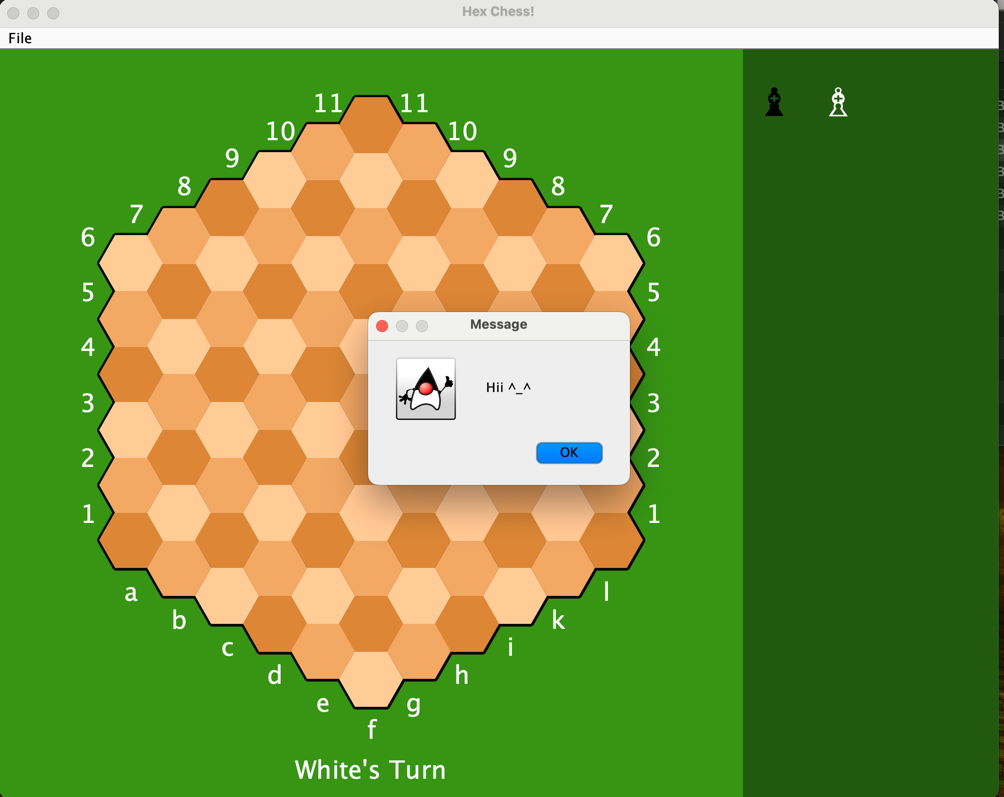 Hex Chess!
File
11 11
10 10
9 9
8 8
7 7
6 6
5 5
Message
4 4
Hii ^_^
3 3
OK
2 2
1 1
a l
b k
c i
d h
e g
f
White's Turn